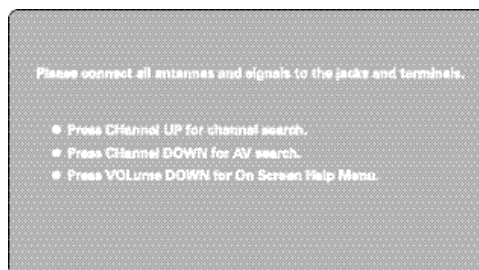 Please connect all antennas and signals to the jacks and terminals.
● Press CHannel UP for channel search.
● Press CHannel DOWN for AV search.
● Press VOLume DOWN for On Screen Help Menu.